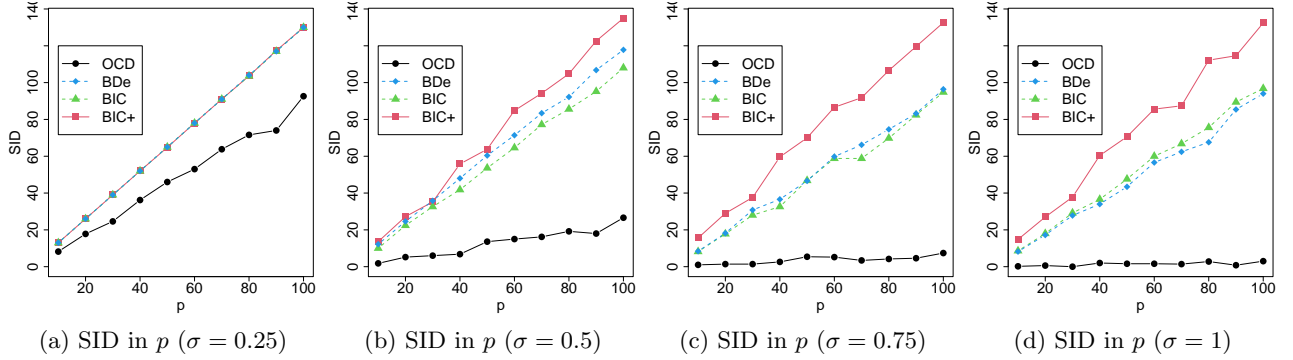 140
120
100
80
60
40
20
0
SID
OCD
BDe
BIC
BIC+
20 40 60 80 100
p
(a) SID in p (σ = 0.25)
140
100
80
60
40
20
0
SID
OCD
BDe
BIC
BIC+
20 40 60 80 100
p
(b) SID in p (σ = 0.5)
140
100
80
60
40
20
0
SID
OCD
BDe
BIC
BIC+
20 40 60 80 100
p
(c) SID in p (σ = 0.75)
140
100
80
60
40
20
0
SID
OCD
BDe
BIC
BIC+
20 40 60 80 100
p
(d) SID in p (σ = 1)